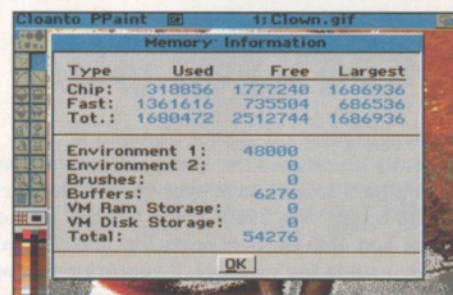 Cloanto PPaint 1: Clown.gif
Memory Information
Type Used Free Largest
Chip: 318856 1777240 1686936
Fast: 1361616 735504 686536
Tot.: 1680472 2512744 1686936
Environment 1: 48000
Environment 2: 0
Brushes: 0
Buffers: 6276
VM Ram Storage: 0
VM Disk Storage: 0
Total: 54276
OK